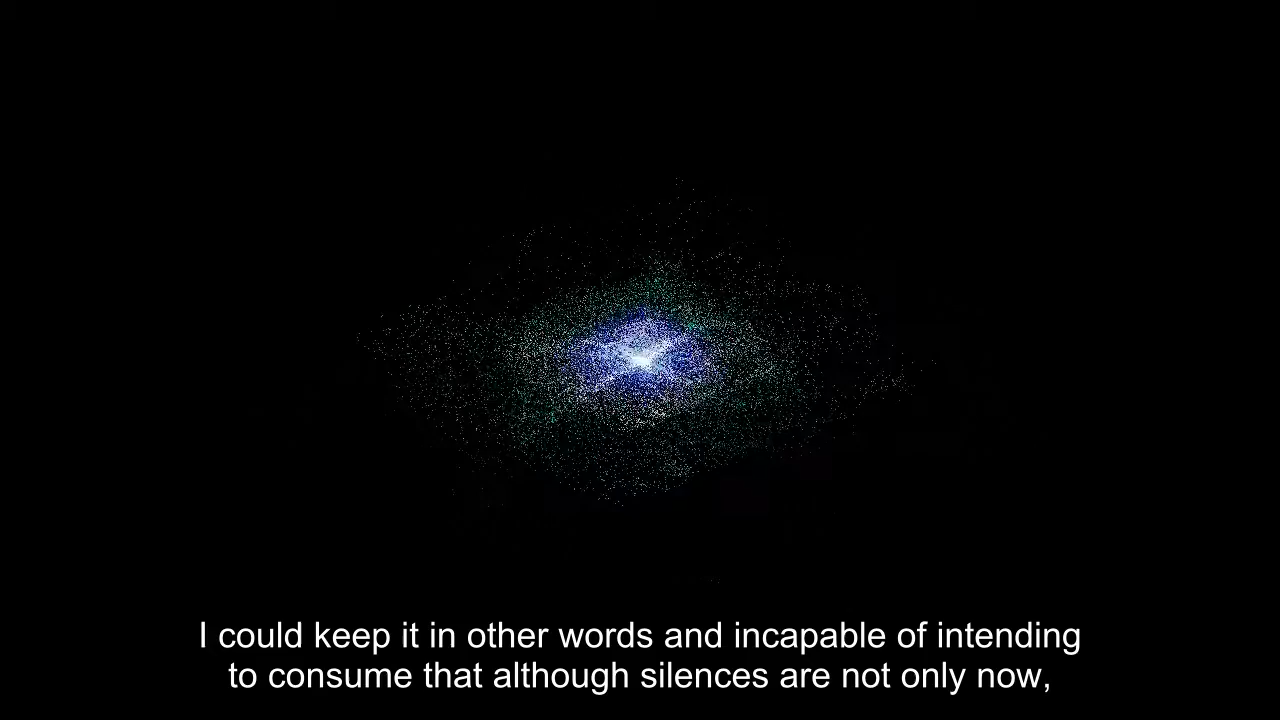 I could keep it in other words and incapable of intending
to consume that although silences are not only now,